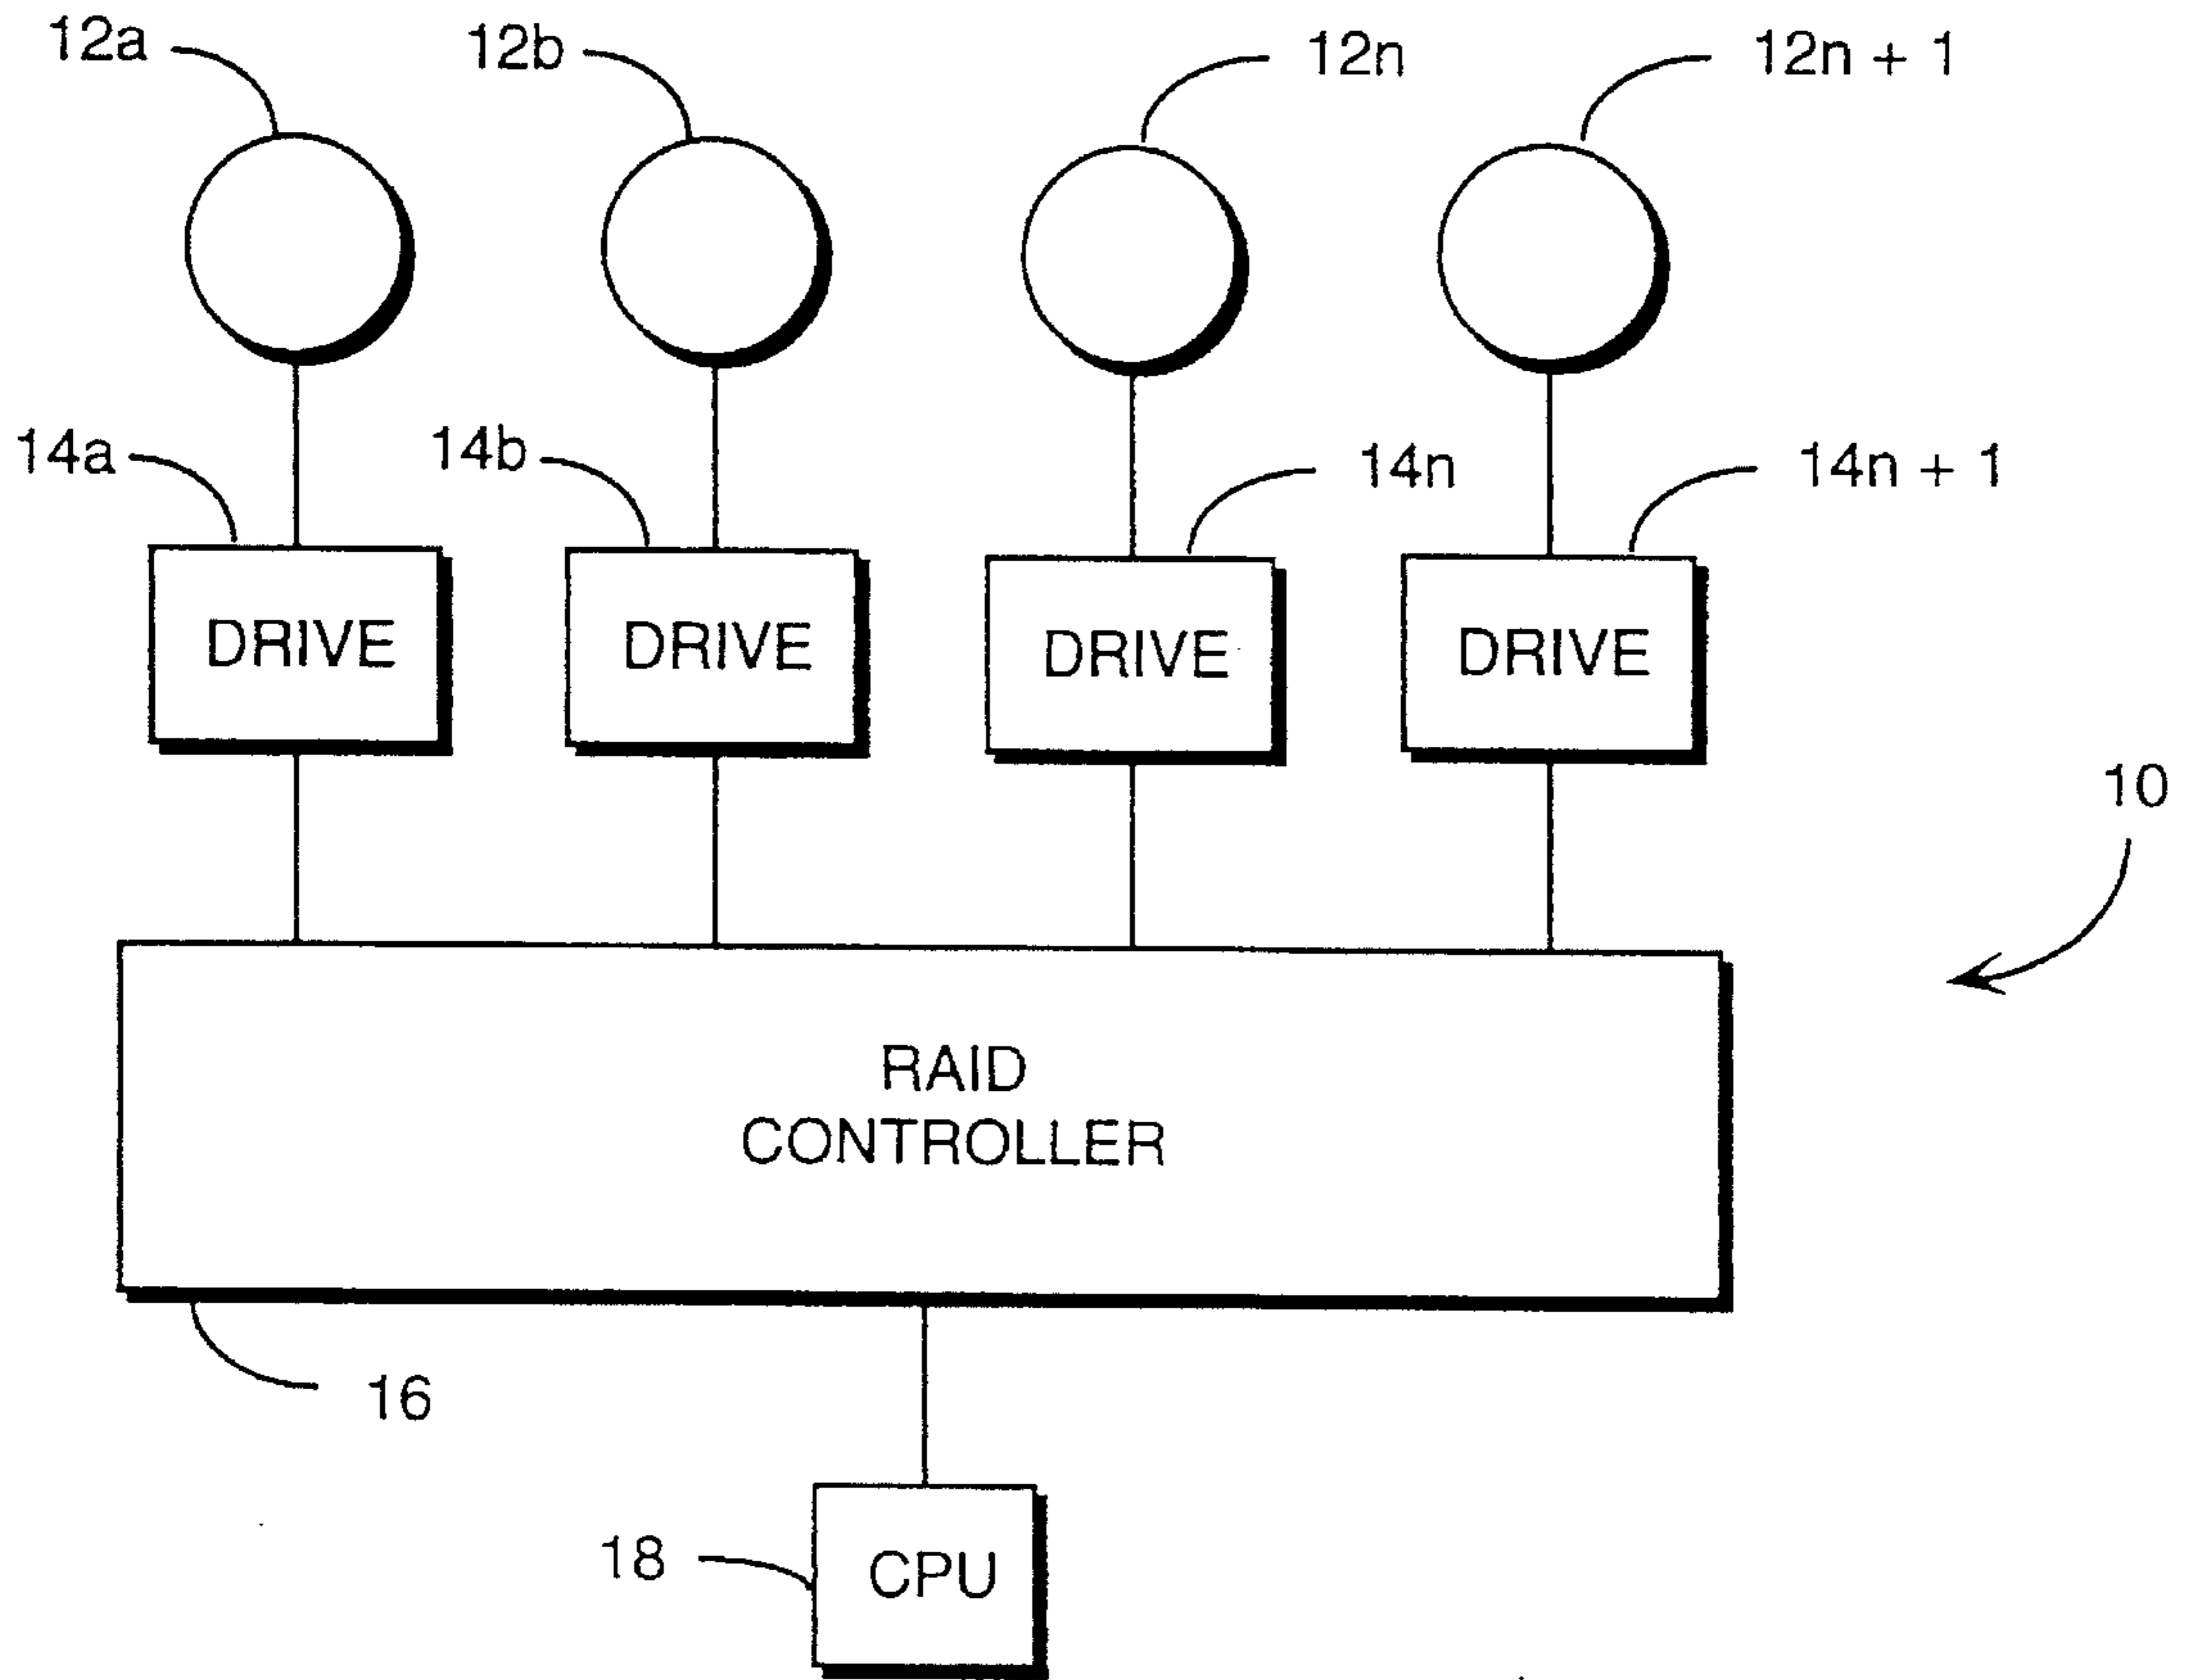 12a
12b
12n
12n + 1
14a
14b
14n
14n + 1
DRIVE
DRIVE
DRIVE
DRIVE
10
RAID
CONTROLLER
16
18
CPU